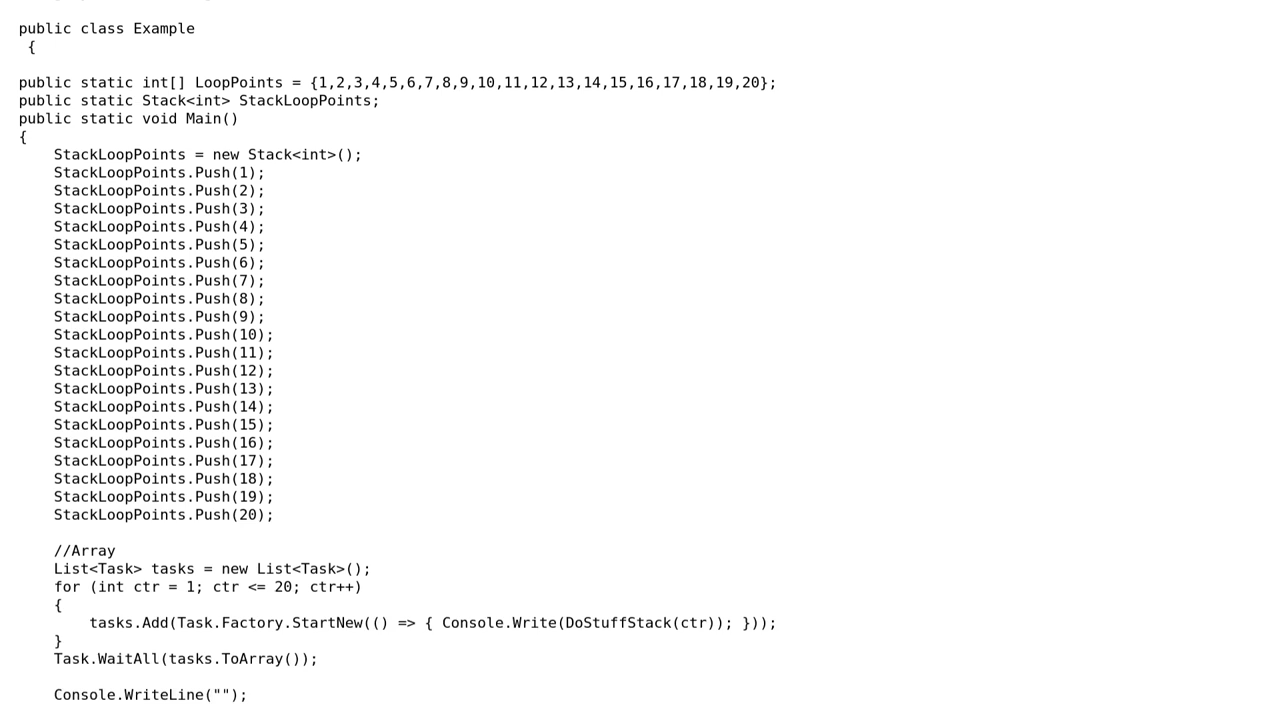 public class Example
{
public static int[] LoopPoints = {1,2,3,4,5,6,7,8,9,10,11,12,13,14,15,16,17,18,19,20};
public static Stack<int> StackLoopPoints;
public static void Main()
{
StackLoopPoints = new Stack<int>();
StackLoopPoints.Push(1);
StackLoopPoints.Push(2);
StackLoopPoints.Push(3);
StackLoopPoints.Push(4);
StackLoopPoints.Push(5);
StackLoopPoints.Push(6);
StackLoopPoints.Push(7);
StackLoopPoints.Push(8);
StackLoopPoints.Push(9);
StackLoopPoints.Push(10);
StackLoopPoints.Push(11);
StackLoopPoints.Push(12);
StackLoopPoints.Push(13);
StackLoopPoints.Push(14);
StackLoopPoints.Push(15);
StackLoopPoints.Push(16);
StackLoopPoints.Push(17);
StackLoopPoints.Push(18);
StackLoopPoints.Push(19);
StackLoopPoints.Push(20);
//Array
List<Task> tasks = new List<Task>();
for (int ctr = 1; ctr <= 20; ctr++)
{
tasks.Add(Task.Factory.StartNew(() => { Console.Write(DoStuffStack(ctr)); }));
}
Task.WaitAll(tasks.ToArray());
Console.WriteLine("");